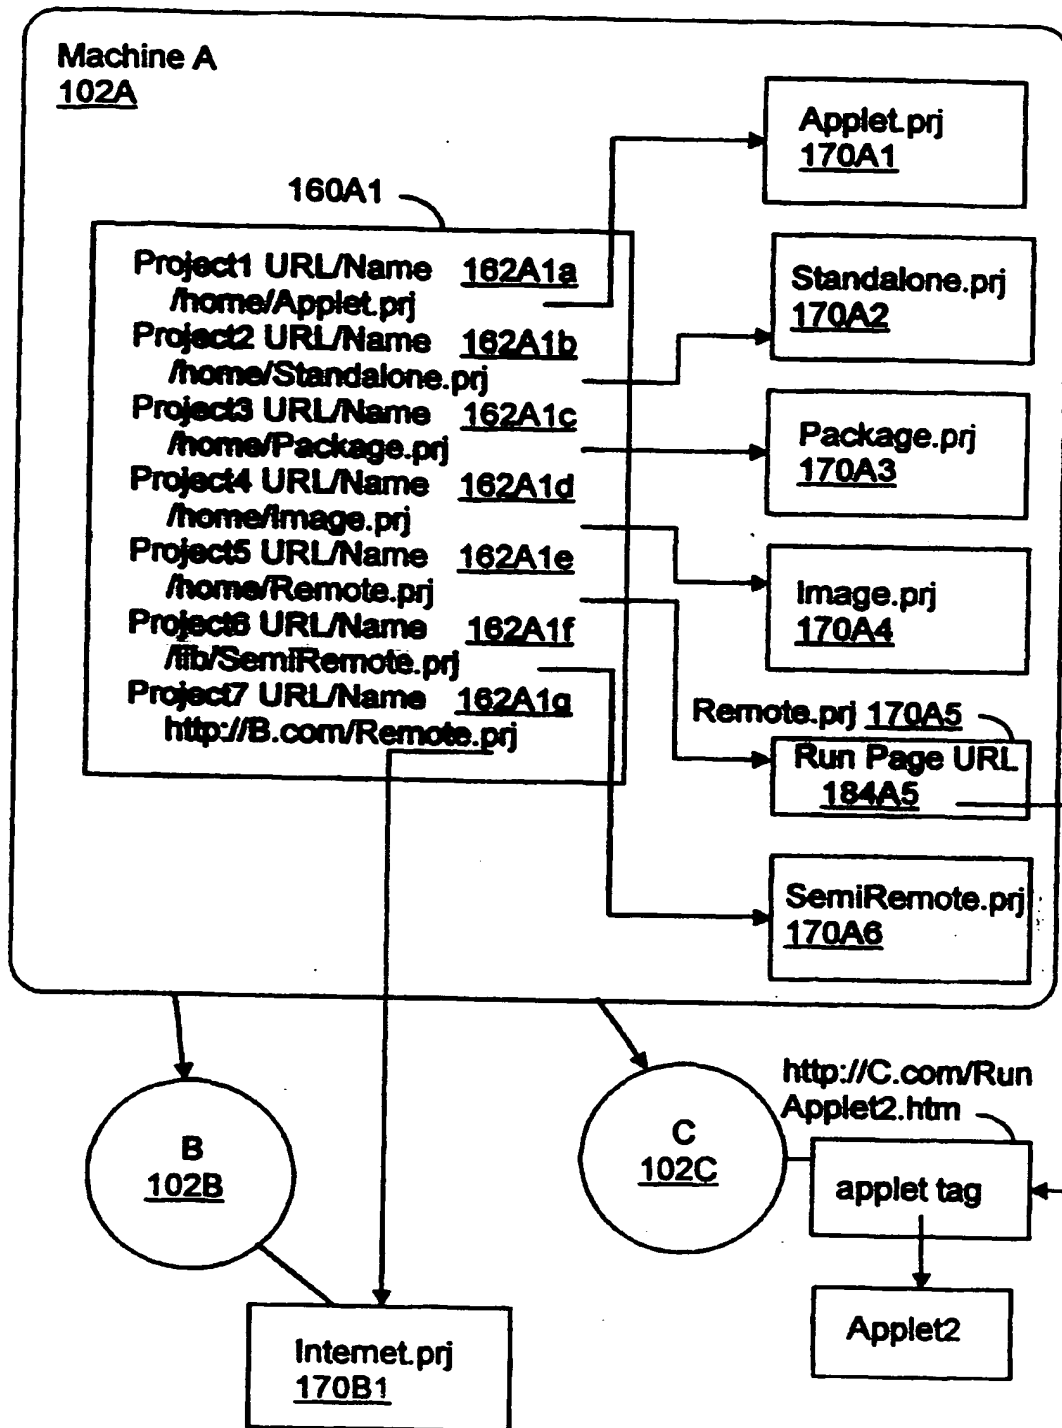 Machine A
102A
160A1
Project1 URL/Name 162A1a
/home/Applet.prj
Project2 URL/Name 162A1b
/home/Standalone.prj
Project3 URL/Name 162A1c
/home/Package.prj
Project4 URL/Name 162A1d
/home/Image.prj
Project5 URL/Name 162A1e
/home/Remote.prj
Project6 URL/Name 162A1f
/lib/SemiRemote.prj
Project7 URL/Name 162A1g
http://B.com/Remote.prj
Applet.prj
170A1
Standalone.prj
170A2
Package.prj
170A3
Image.prj
170A4
Remote.prj 170A5
Run Page URL
184A5
SemiRemote.prj
170A6
B
102B
C
102C
http://C.com/Run
Applet2.htm
applet tag
Applet2
Internet.prj
170B1